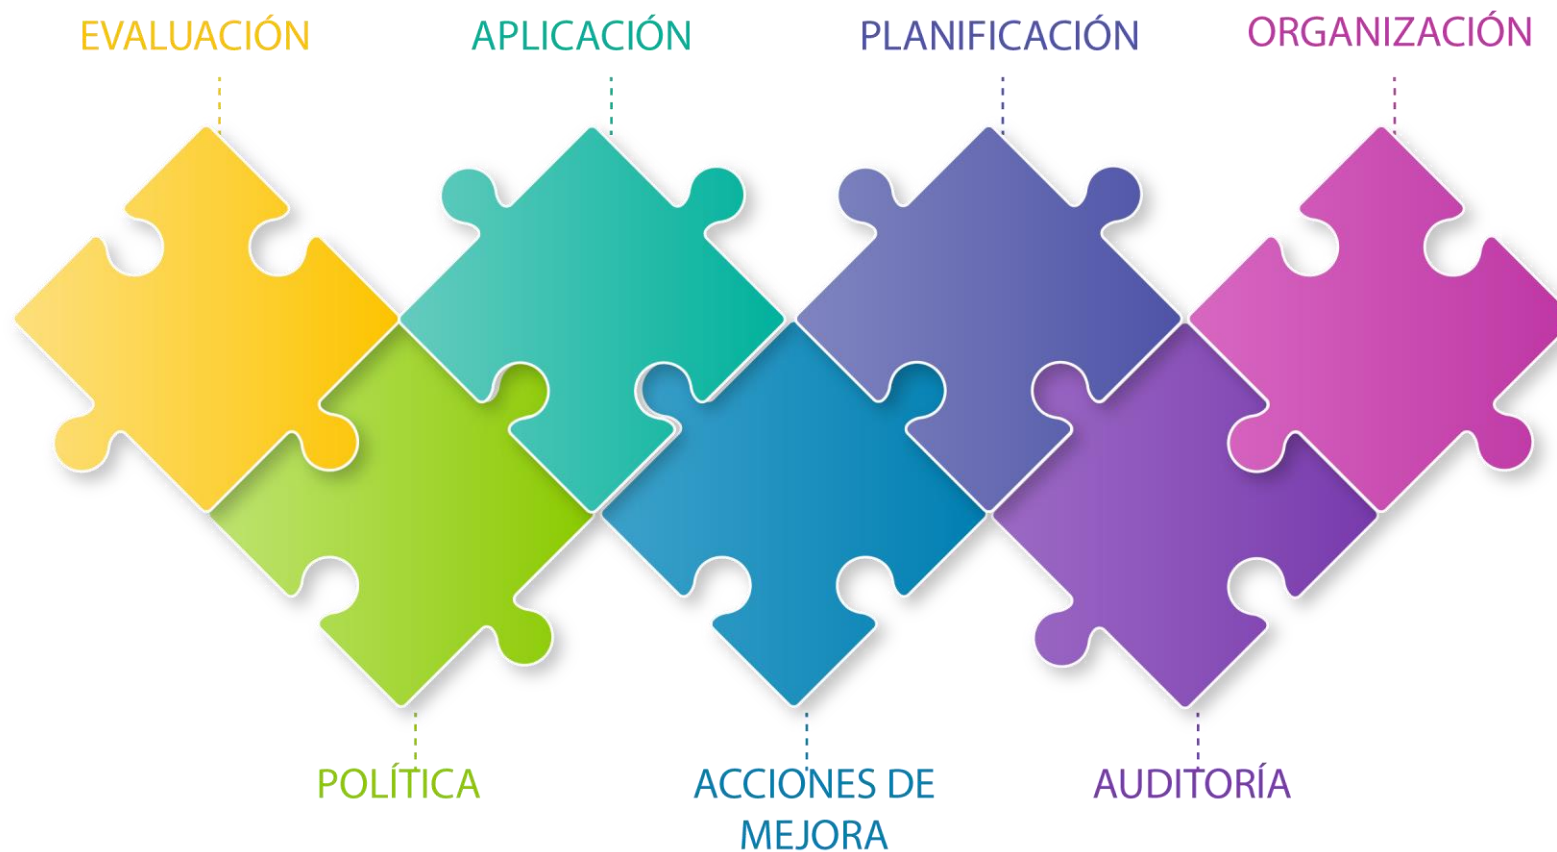 EVALUACIÓN
APLICACIÓN
PLANIFICACIÓN
ORGANIZACIÓN
POLÍTICA
ACCIONES DE
MEJORA
AUDITORÍA